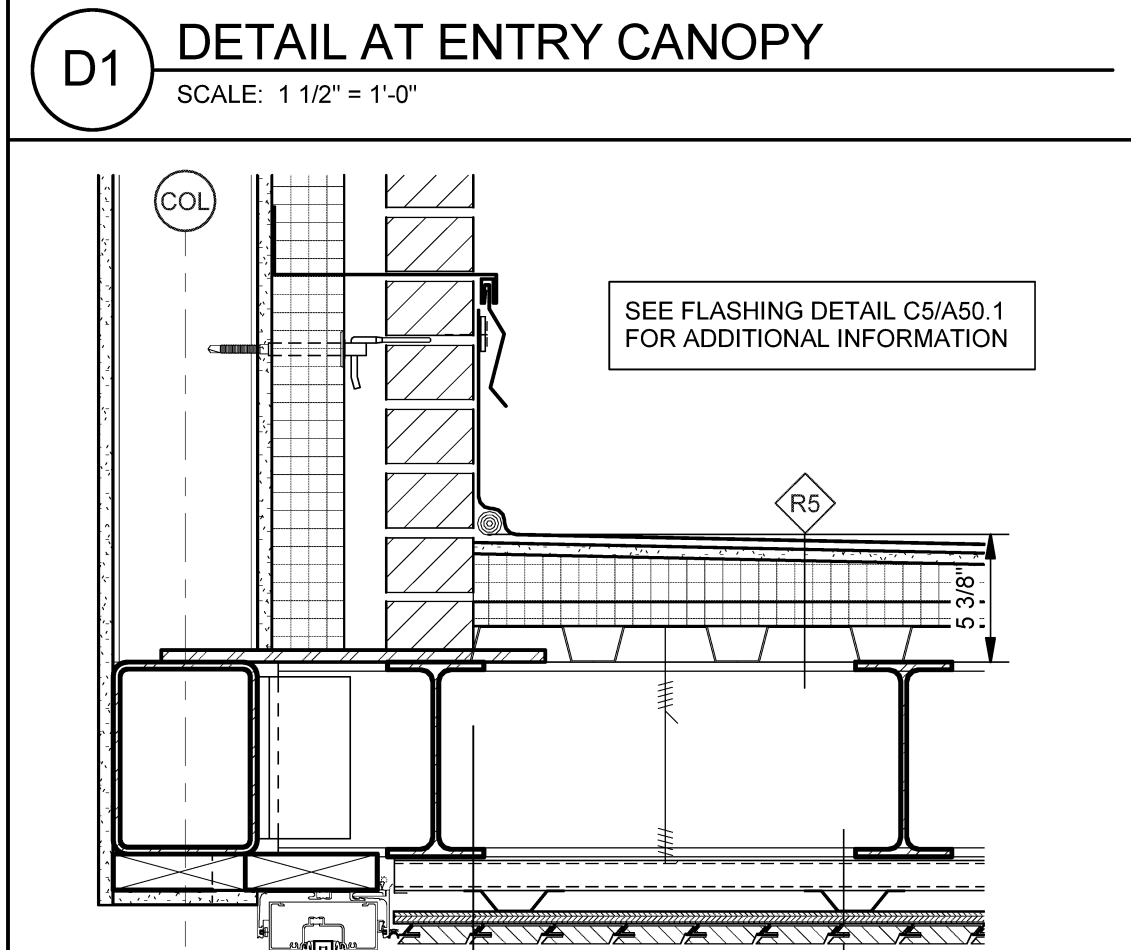 D1
DETAIL AT ENTRY CANOPY
SCALE: 1 1/2" = 1'-0"
COL
SEE FLASHING DETAIL C5/A50.1
FOR ADDITIONAL INFORMATION
R5
5 3/8"